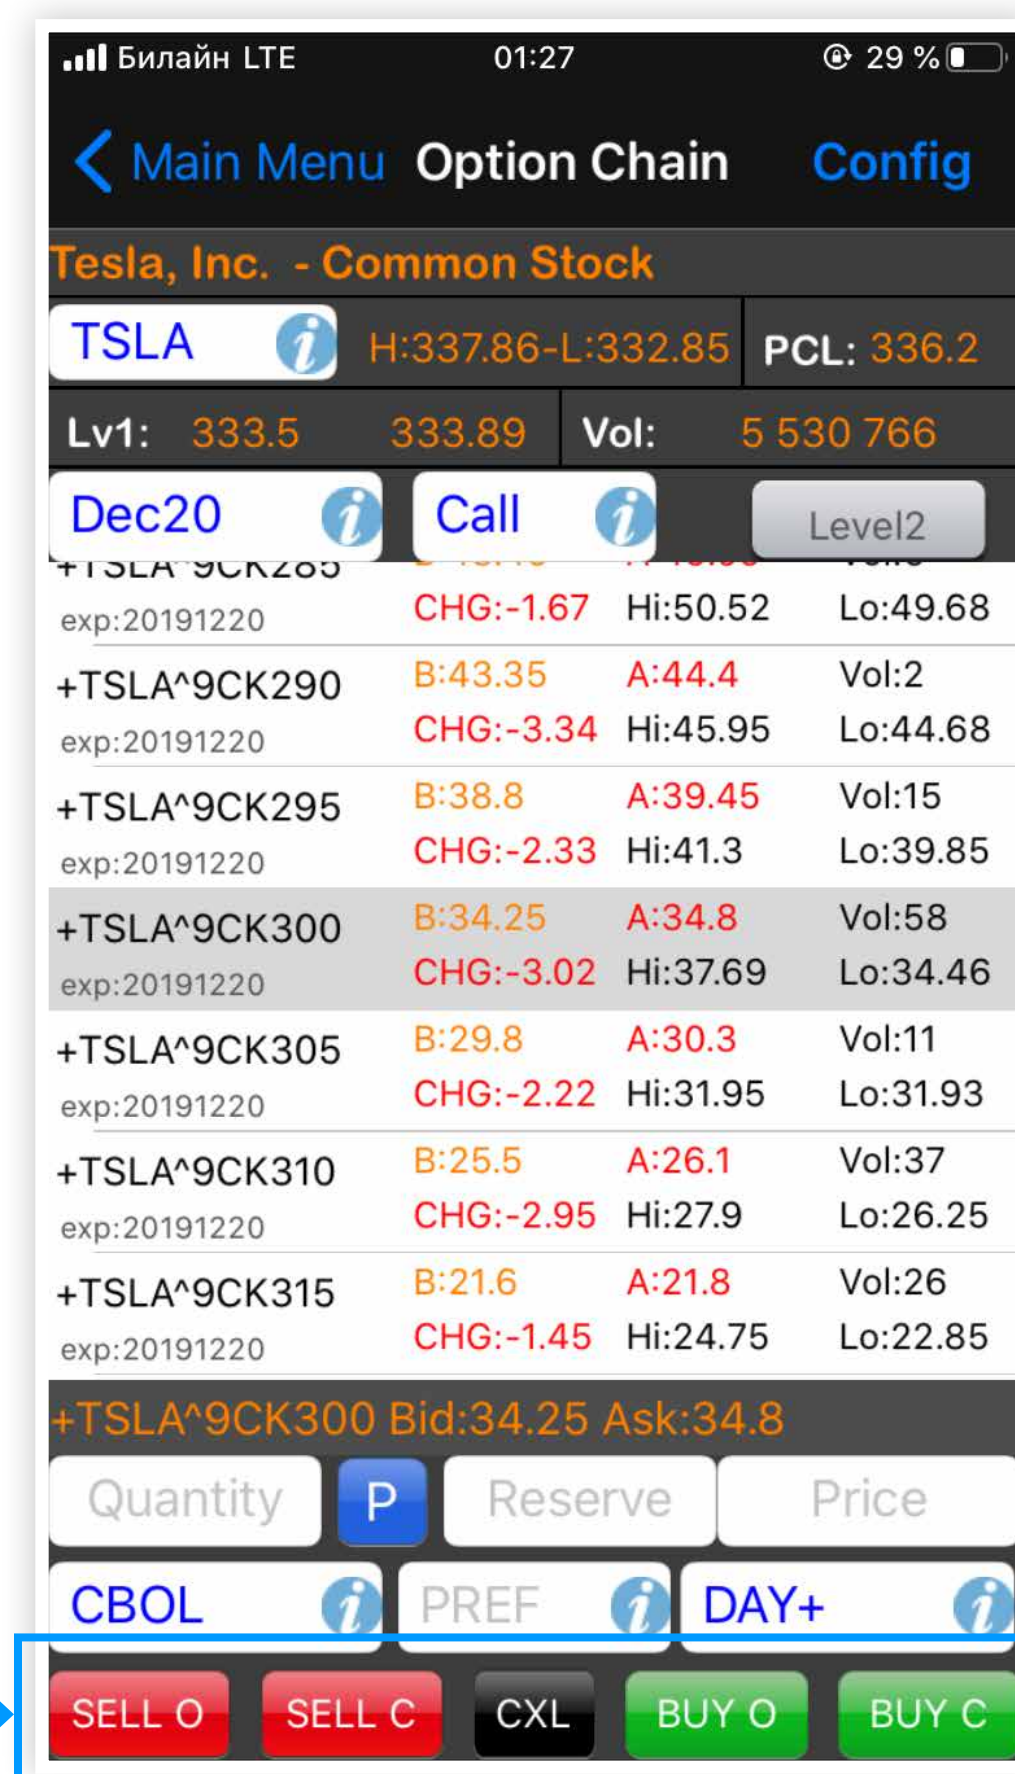 Билайн LTE 01:27 29 %
Main Menu Option Chain Config
Tesla, Inc. - Common Stock
TSLA H:337.86-L:332.85 PCL: 336.2
Lv1: 333.5 333.89 Vol: 5 530 766
Dec20 Call Level2
+TSLA^9CK285
exp:20191220 CHG:-1.67 Hi:50.52 Lo:49.68
+TSLA^9CK290 B:43.35 A:44.4 Vol:2
exp:20191220 CHG:-3.34 Hi:45.95 Lo:44.68
+TSLA^9CK295 B:38.8 A:39.45 Vol:15
exp:20191220 CHG:-2.33 Hi:41.3 Lo:39.85
+TSLA^9CK300 B:34.25 A:34.8 Vol:58
exp:20191220 CHG:-3.02 Hi:37.69 Lo:34.46
+TSLA^9CK305 B:29.8 A:30.3 Vol:11
exp:20191220 CHG:-2.22 Hi:31.95 Lo:31.93
+TSLA^9CK310 B:25.5 A:26.1 Vol:37
exp:20191220 CHG:-2.95 Hi:27.9 Lo:26.25
+TSLA^9CK315 B:21.6 A:21.8 Vol:26
exp:20191220 CHG:-1.45 Hi:24.75 Lo:22.85
+TSLA^9CK300 Bid:34.25 Ask:34.8
Quantity P Reserve Price
CBOL PREF DAY+
SELL O SELL C CXL BUY O BUY C